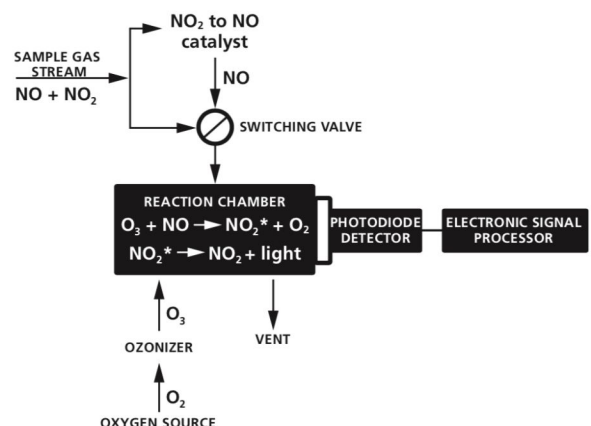 NO₂ to NO
catalyst
SAMPLE GAS
STREAM
NO + NO₂
NO
SWITCHING VALVE
REACTION CHAMBER
O₃ + NO → NO₂* + O₂
NO₂* → NO₂ + light
PHOTODIODE
DETECTOR
ELECTRONIC SIGNAL
PROCESSOR
O₃
VENT
OZONIZER
O₂
OXYGEN SOURCE